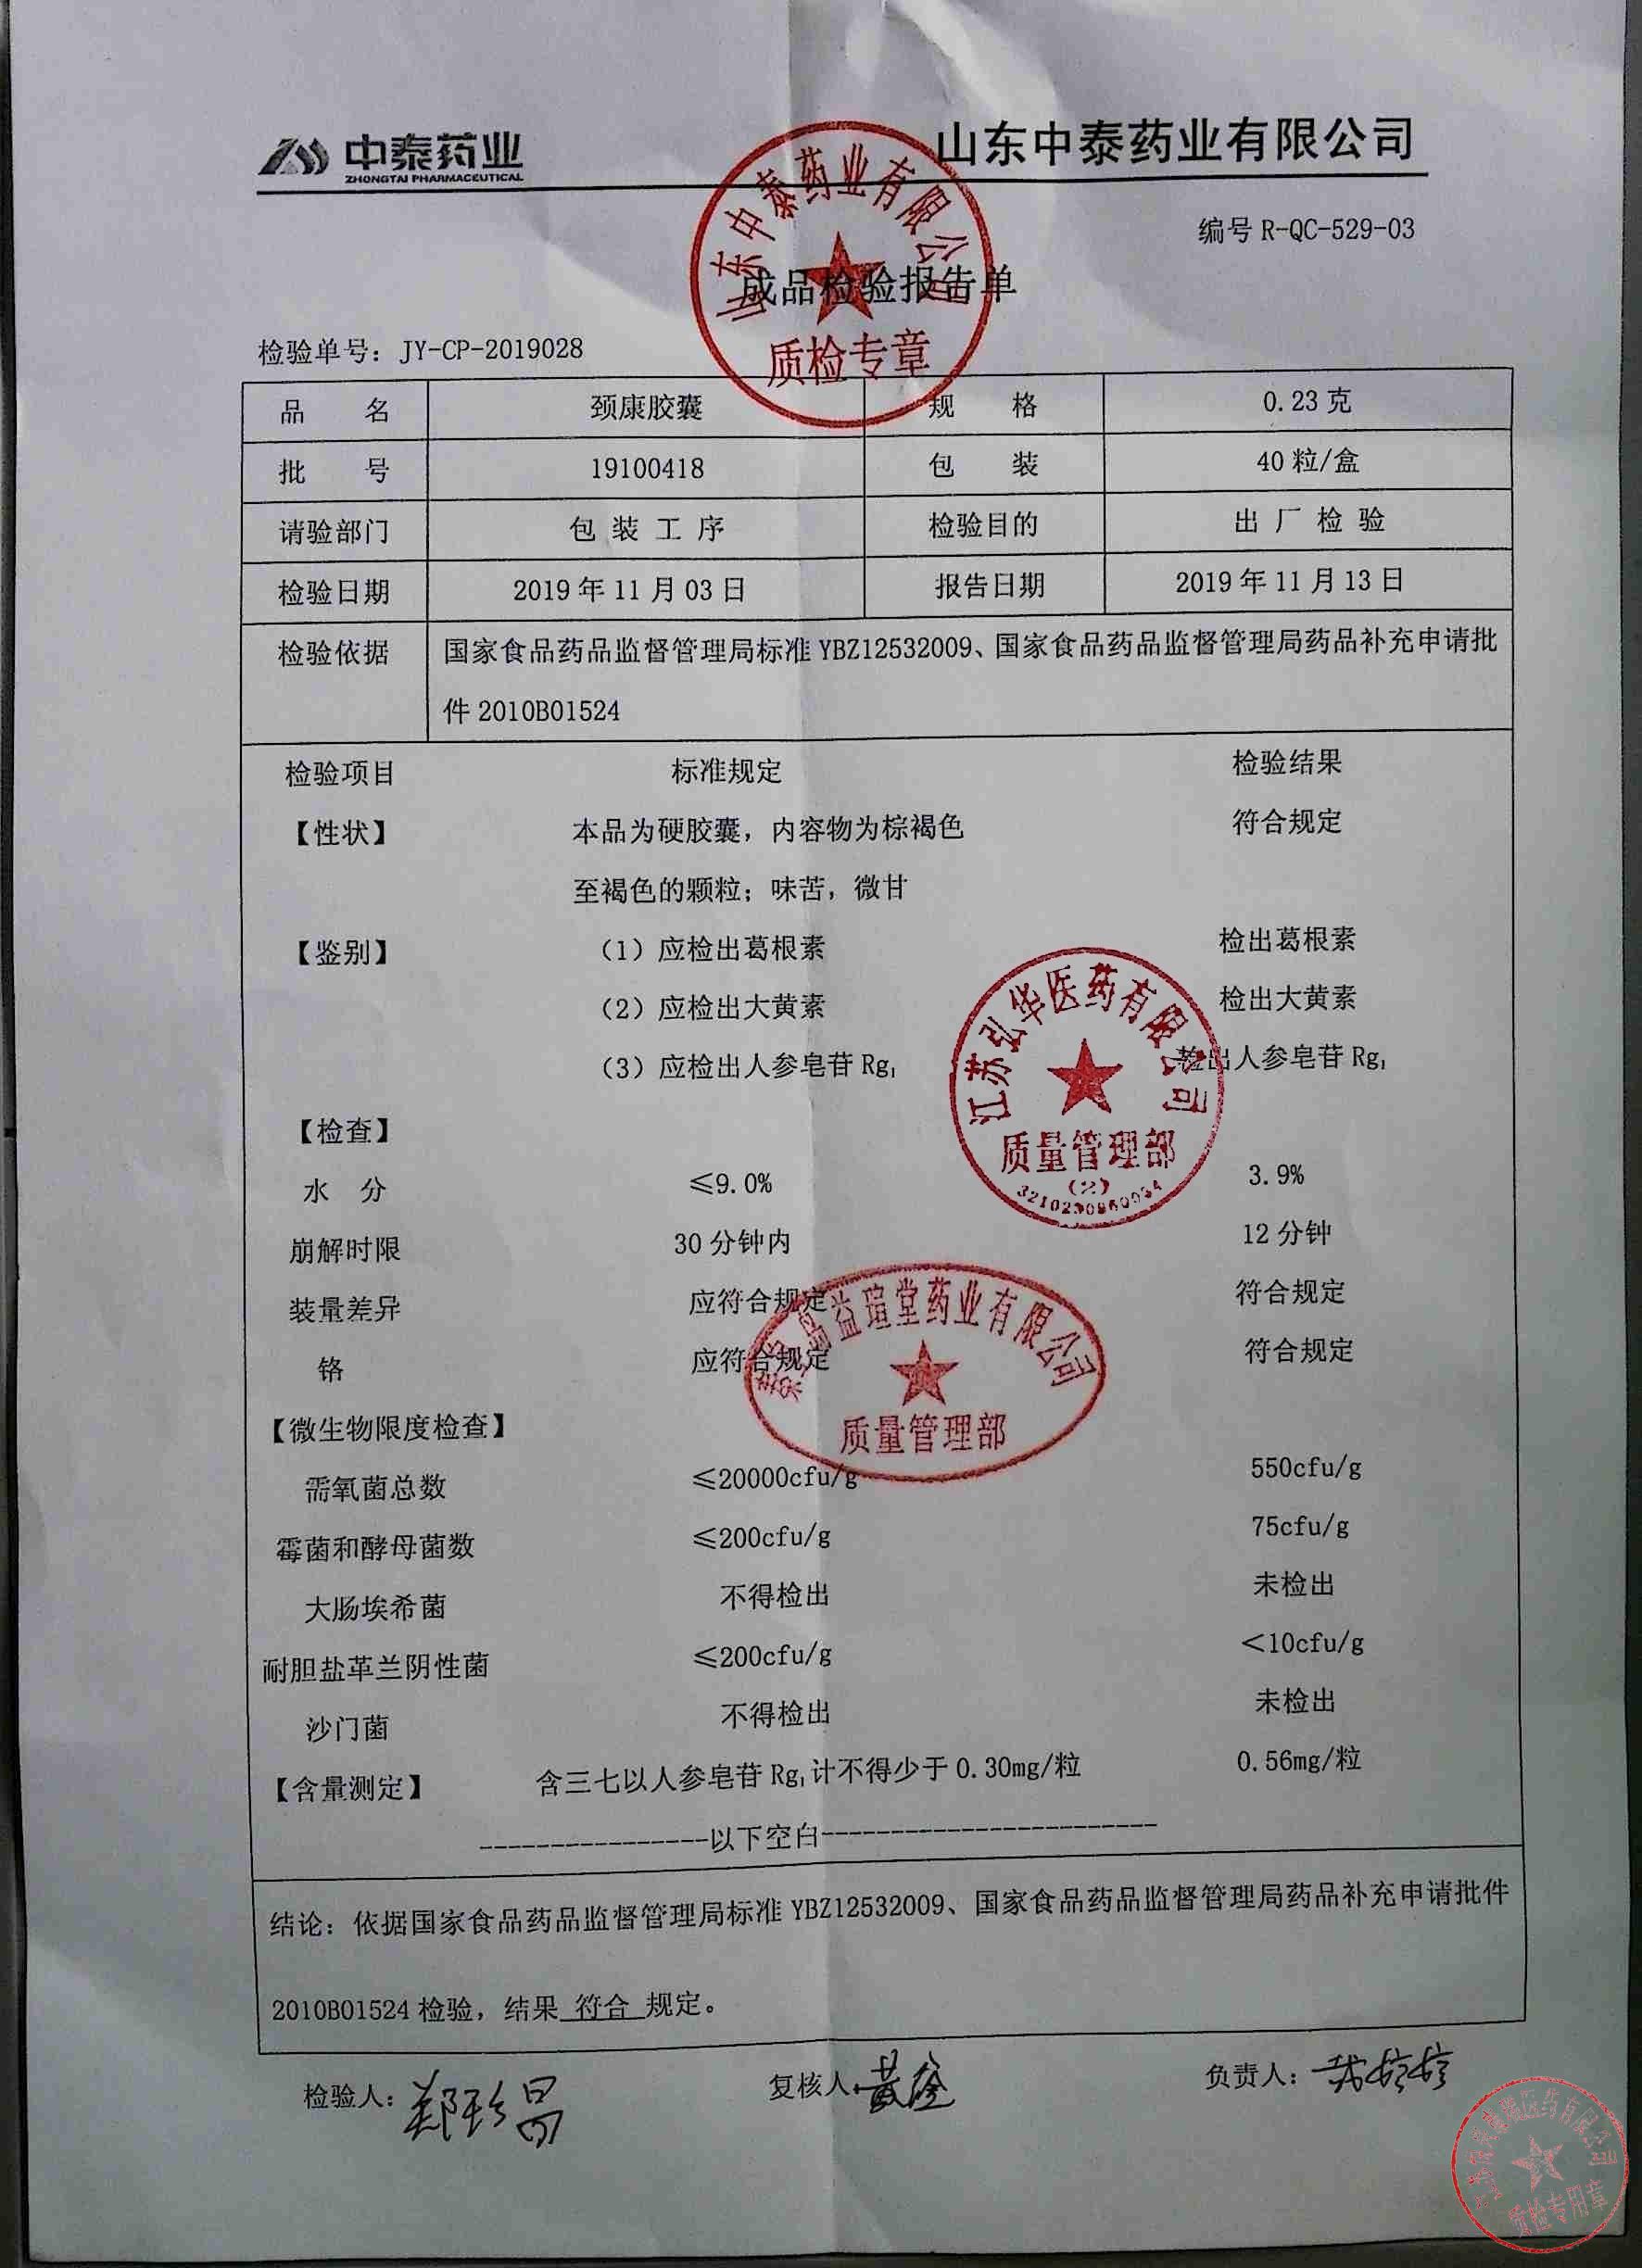 中泰药业
ZHONGTAI PHARMACEUTICAL
山东中泰药业有限公司
编号 R-QC-529-03
成品检验报告单
山东中泰药业有限公司
质检专章
检验单号：JY-CP-2019028
品 名 颈康胶囊 规 格 0.23 克
批 号 19100418 包 装 40 粒/盒
请验部门 包 装 工 序 检验目的 出 厂 检 验
检验日期 2019 年 11 月 03 日 报告日期 2019 年 11 月 13 日
检验依据 国家食品药品监督管理局标准 YBZ12532009、国家食品药品监督管理局药品补充申请批
件 2010B01524
检验项目 标准规定 检验结果
【性状】 本品为硬胶囊，内容物为棕褐色 符合规定
至褐色的颗粒；味苦，微甘
【鉴别】 （1）应检出葛根素 检出葛根素
（2）应检出大黄素 检出大黄素
（3）应检出人参皂苷 Rg₁ 检出人参皂苷 Rg₁
江苏弘华医药有限公司
质量管理部
(2)
【检查】
水 分 ≤9.0% 3.9%
崩解时限 30 分钟内 12 分钟
装量差异 应符合规定 符合规定
铬 应符合规定 符合规定
益瑄堂药业有限公司
质量管理部
【微生物限度检查】
需氧菌总数 ≤20000cfu/g 550cfu/g
霉菌和酵母菌数 ≤200cfu/g 75cfu/g
大肠埃希菌 不得检出 未检出
耐胆盐革兰阴性菌 ≤200cfu/g ＜10cfu/g
沙门菌 不得检出 未检出
【含量测定】 含三七以人参皂苷 Rg₁计不得少于 0.30mg/粒 0.56mg/粒
----------------以下空白------------------------
结论：依据国家食品药品监督管理局标准 YBZ12532009、国家食品药品监督管理局药品补充申请批件
2010B01524 检验，结果 符合 规定。
检验人： 复核人 黄 负责人：
质检专用章